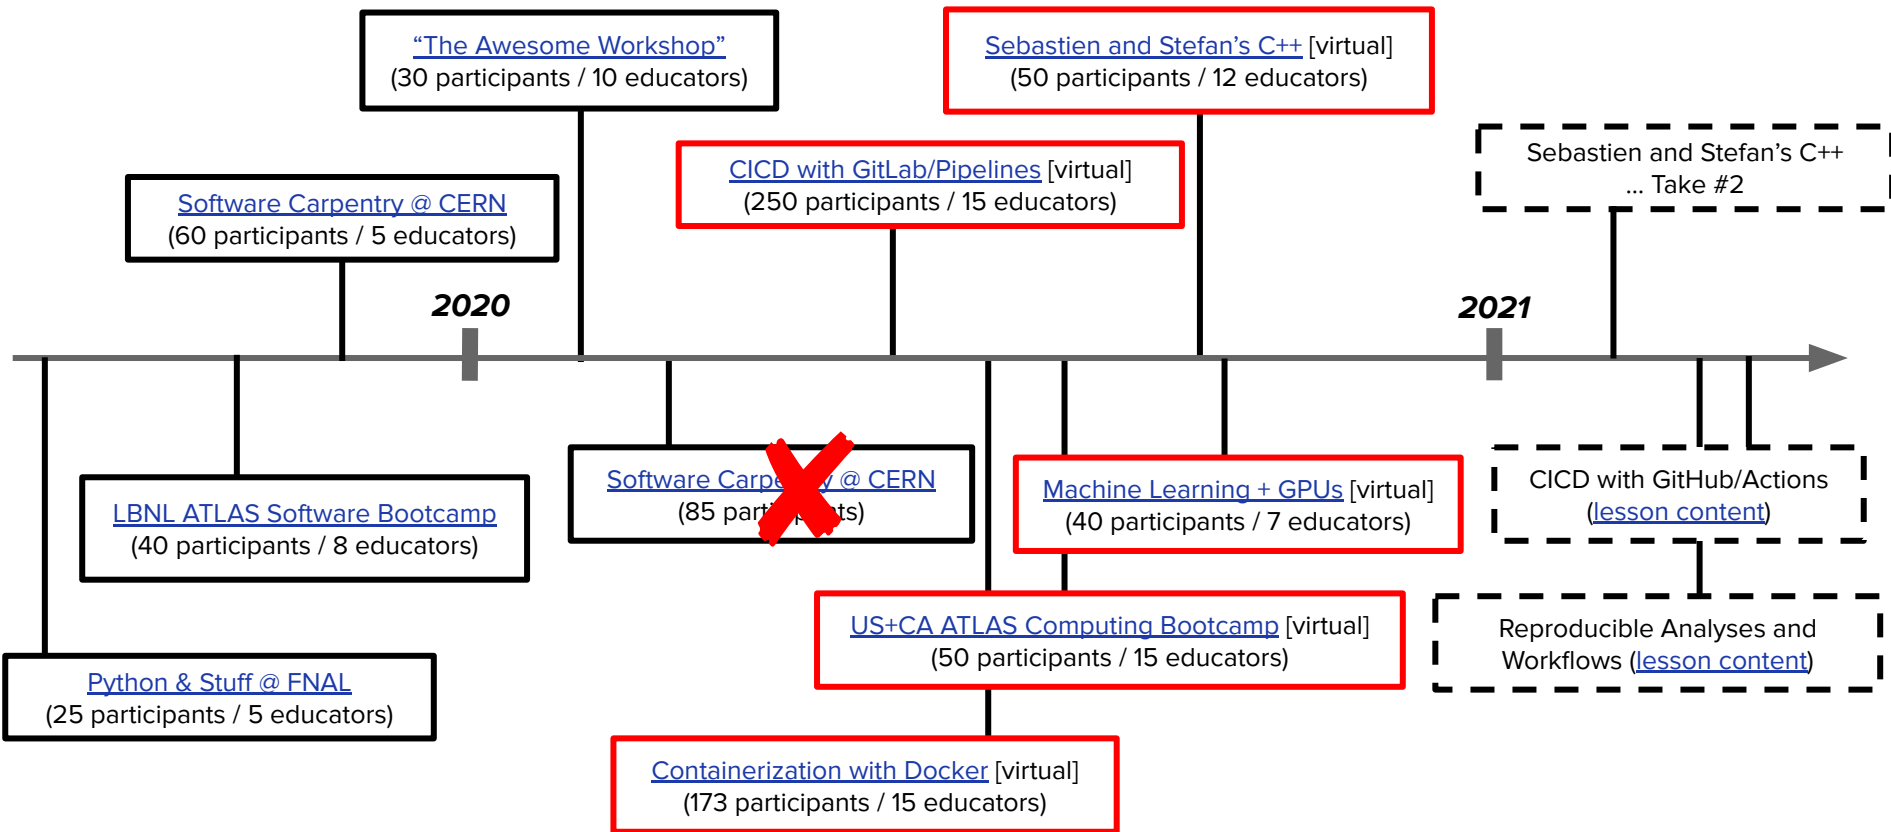 “The Awesome Workshop”
(30 participants / 10 educators)
Sebastien and Stefan’s C++ [virtual]
(50 participants / 12 educators)
CICD with GitLab/Pipelines [virtual]
(250 participants / 15 educators)
Sebastien and Stefan’s C++
... Take #2
Software Carpentry @ CERN
(60 participants / 5 educators)
2020
2021
Software Carpe y @ CERN
(85 part nts)
LBNL ATLAS Software Bootcamp
(40 participants / 8 educators)
Machine Learning + GPUs [virtual]
(40 participants / 7 educators)
CICD with GitHub/Actions
(lesson content)
US+CA ATLAS Computing Bootcamp [virtual]
(50 participants / 15 educators)
Reproducible Analyses and
Workflows (lesson content)
Python & Stuff @ FNAL
(25 participants / 5 educators)
Containerization with Docker [virtual]
(173 participants / 15 educators)